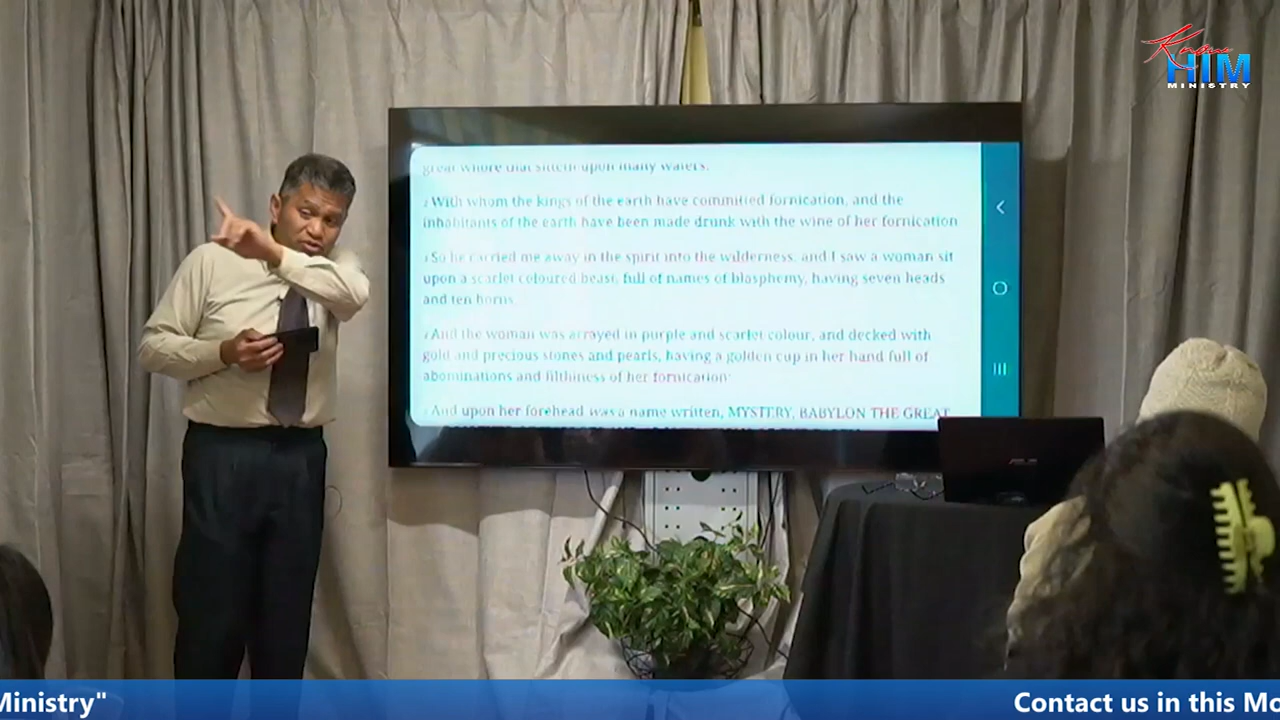 Know
HIM
MINISTRY
great whore that sitteth upon many waters.
2 With whom the kings of the earth have committed fornication, and the
inhabitants of the earth have been made drunk with the wine of her fornication
3 So he carried me away in the spirit into the wilderness: and I saw a woman sit
upon a scarlet coloured beast, full of names of blasphemy, having seven heads
and ten horns.
4 And the woman was arrayed in purple and scarlet colour, and decked with
gold and precious stones and pearls, having a golden cup in her hand full of
abominations and filthiness of her fornication:
And upon her forehead was a name written, MYSTERY, BABYLON THE GREAT
ASUS
Ministry"
Contact us in this Mo